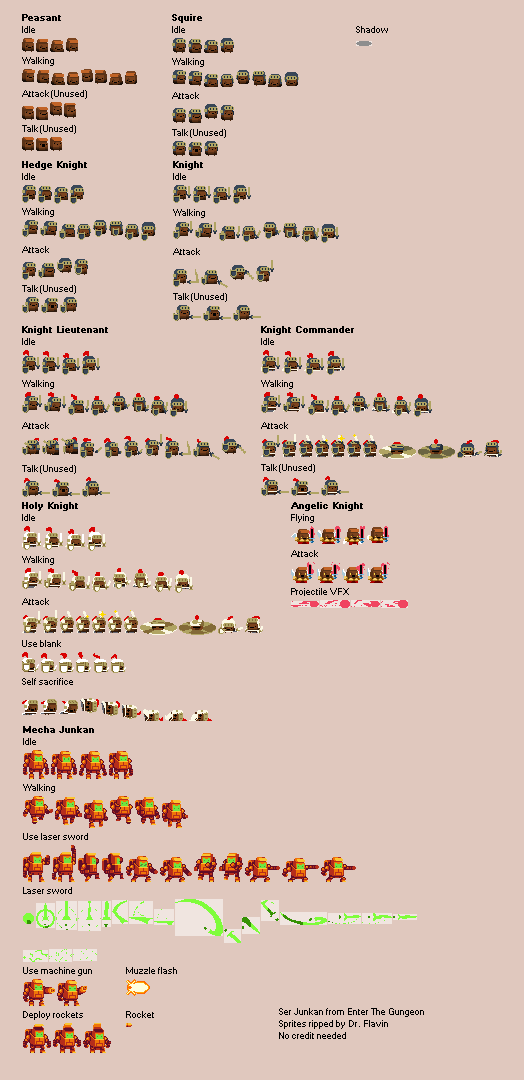 Peasant
Idle
Walking
Attack(Unused)
Talk(Unused)
Squire
Idle
Walking
Attack
Talk(Unused)
Shadow
Hedge Knight
Idle
Walking
Attack
Talk(Unused)
Knight
Idle
Walking
Attack
Talk(Unused)
Knight Lieutenant
Idle
Walking
Attack
Talk(Unused)
Knight Commander
Idle
Walking
Attack
Talk(Unused)
Holy Knight
Idle
Walking
Attack
Use blank
Self sacrifice
Angelic Knight
Flying
Attack
Projectile VFX
Mecha Junkan
Idle
Walking
Use laser sword
Laser sword
Use machine gun
Muzzle flash
Deploy rockets
Rocket
Ser Junkan from Enter The Gungeon
Sprites ripped by Dr. Flavin
No credit needed